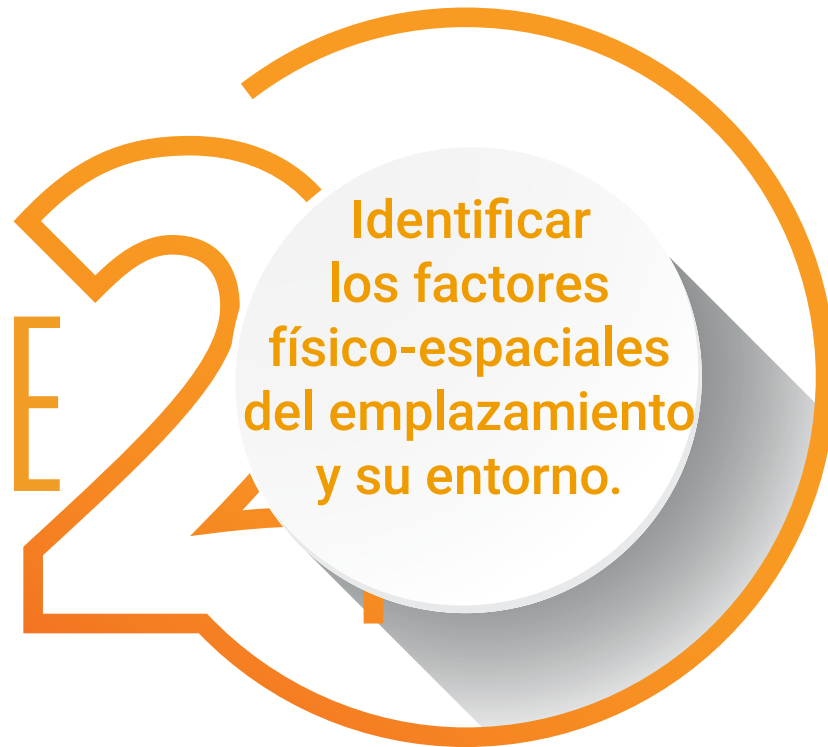 E2
Identificar
los factores
físico-espaciales
del emplazamiento
y su entorno.